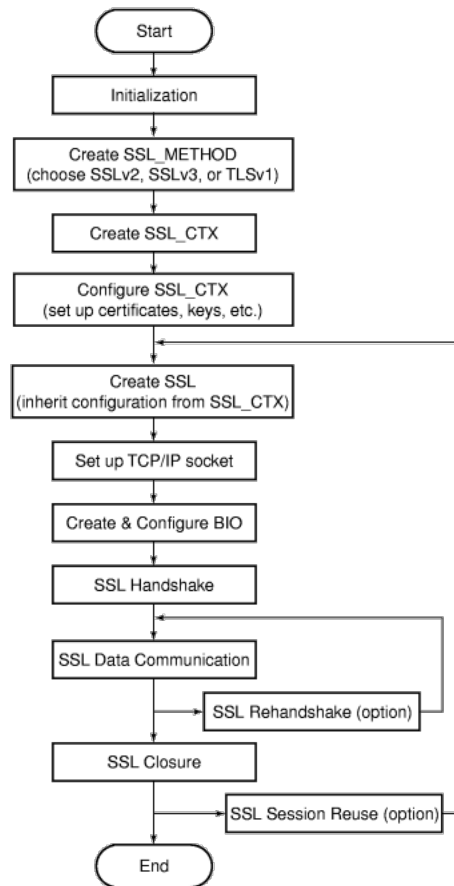 Start
Initialization
Create SSL_METHOD
(choose SSLv2, SSLv3, or TLSv1)
Create SSL_CTX
Configure SSL_CTX
(set up certificates, keys, etc.)
Create SSL
(inherit configuration from SSL_CTX)
Set up TCP/IP socket
Create & Configure BIO
SSL Handshake
SSL Data Communication
SSL Rehandshake (option)
SSL Closure
SSL Session Reuse (option)
End